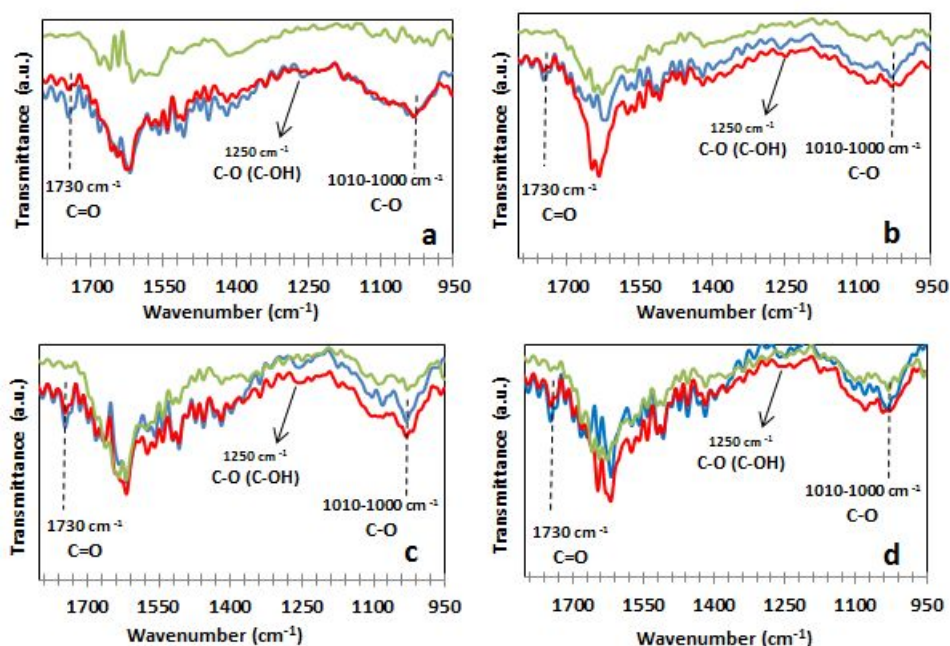 Transmittance (a.u.)
1730 cm⁻¹
C=O
1250 cm⁻¹
C-O (C-OH)
1010-1000 cm⁻¹
C-O
a
1700 1550 1400 1250 1100 950
Wavenumber (cm⁻¹)
Transmittance (a.u.)
1730 cm⁻¹
C=O
1250 cm⁻¹
C-O (C-OH)
1010-1000 cm⁻¹
C-O
b
1700 1550 1400 1250 1100 950
Wavenumber (cm⁻¹)
Transmittance (a.u.)
1730 cm⁻¹
C=O
1250 cm⁻¹
C-O (C-OH)
1010-1000 cm⁻¹
C-O
c
1700 1550 1400 1250 1100 950
Wavenumber (cm⁻¹)
Transmittance (a.u.)
1730 cm⁻¹
C=O
1250 cm⁻¹
C-O (C-OH)
1010-1000 cm⁻¹
C-O
d
1700 1550 1400 1250 1100 950
Wavenumber (cm⁻¹)